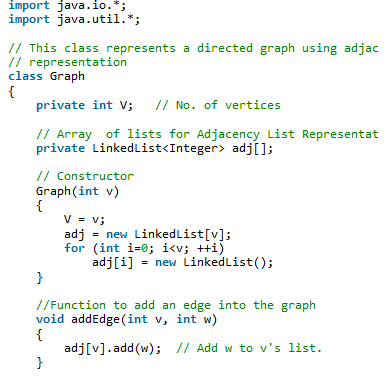 import java.io.*;
import java.util.*;
// This class represents a directed graph using adjac
// representation
class Graph
{
    private int V;   // No. of vertices
    // Array  of lists for Adjacency List Representat
    private LinkedList<Integer> adj[];
    // Constructor
    Graph(int v)
    {
        V = v;
        adj = new LinkedList[v];
        for (int i=0; i<v; ++i)
            adj[i] = new LinkedList();
    }
    //Function to add an edge into the graph
    void addEdge(int v, int w)
    {
        adj[v].add(w);  // Add w to v's list.
    }